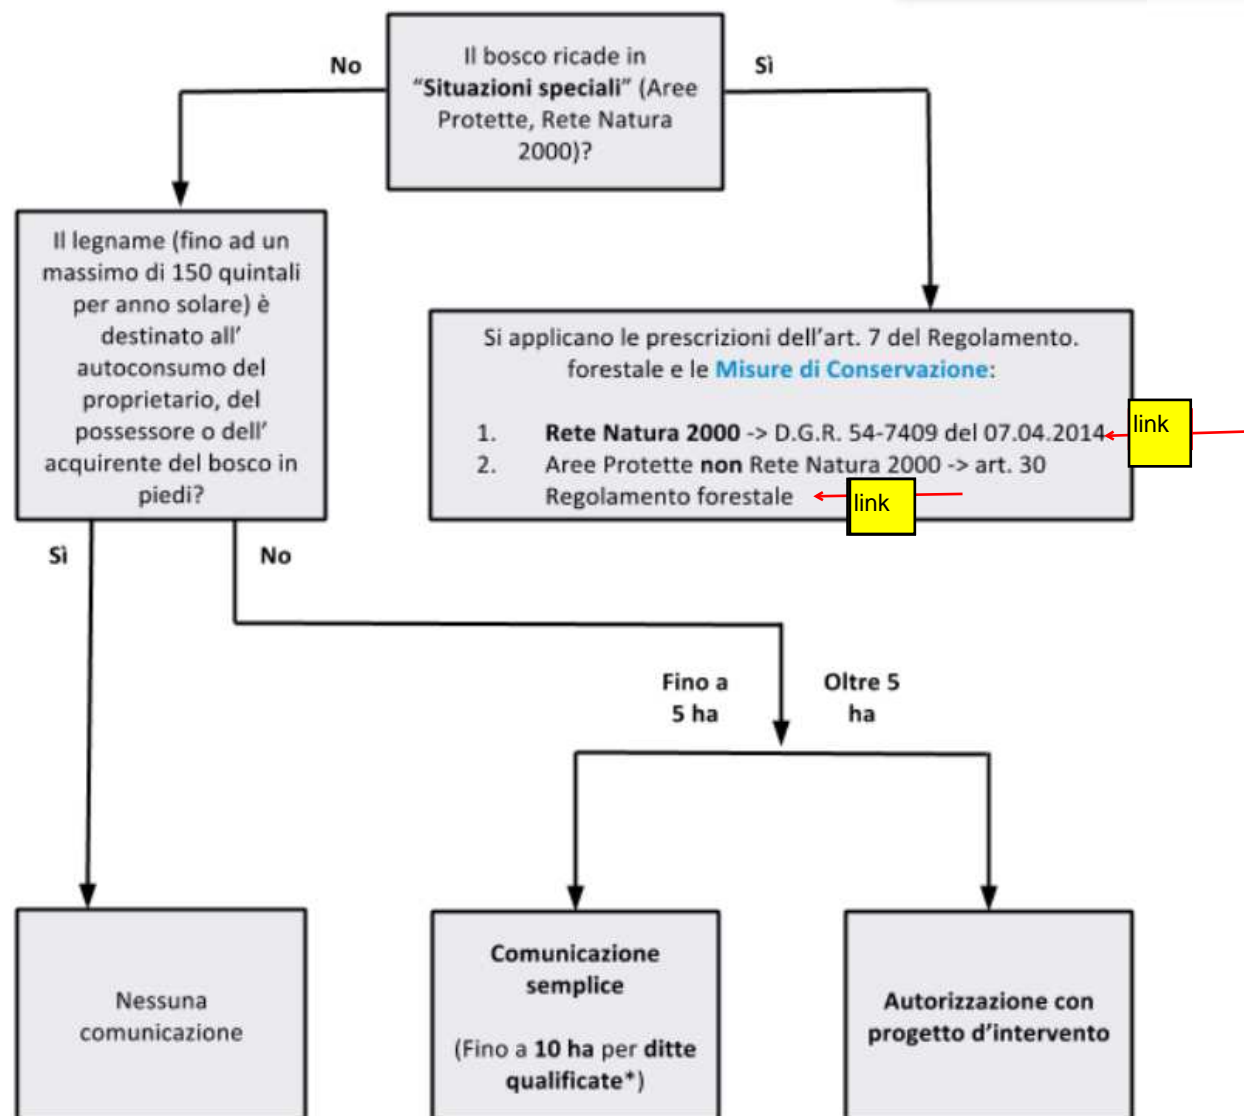 Il bosco ricade in
“Situazioni speciali” (Aree
Protette, Rete Natura
2000)?
No
Sì
Il legname (fino ad un
massimo di 150 quintali
per anno solare) è
destinato all’
autoconsumo del
proprietario, del
possessore o dell’
acquirente del bosco in
piedi?
Si applicano le prescrizioni dell’art. 7 del Regolamento.
forestale e le Misure di Conservazione:
1. Rete Natura 2000 -> D.G.R. 54-7409 del 07.04.2014
link
2. Aree Protette non Rete Natura 2000 -> art. 30
Regolamento forestale
link
Sì
No
Fino a
5 ha
Oltre 5
ha
Nessuna
comunicazione
Comunicazione
semplice
(Fino a 10 ha per ditte
qualificate*)
Autorizzazione con
progetto d’intervento